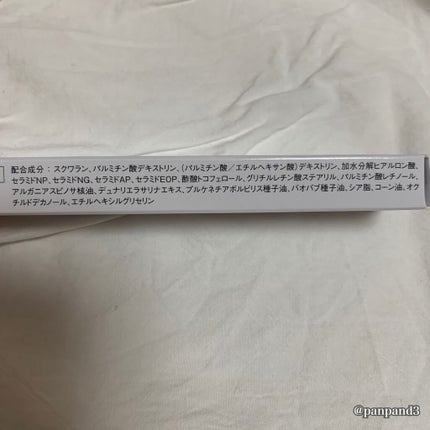 配合成分：スクワラン、パルミチン酸デキストリン、(パルミチン酸／エチルヘキサン酸)デキストリン、加水分解ヒアルロン酸、
セラミドNP、セラミドNG、セラミドAP、セラミドEOP、酢酸トコフェロール、グリチルレチン酸ステアリル、パルミチン酸レチノール、
アルガニアスピノサ核油、デュナリエラサリナエキス、プルケネチアボルビリス種子油、バオバブ種子油、シア脂、コーン油、オク
チルドデカノール、エチルヘキシルグリセリン
@panpand3